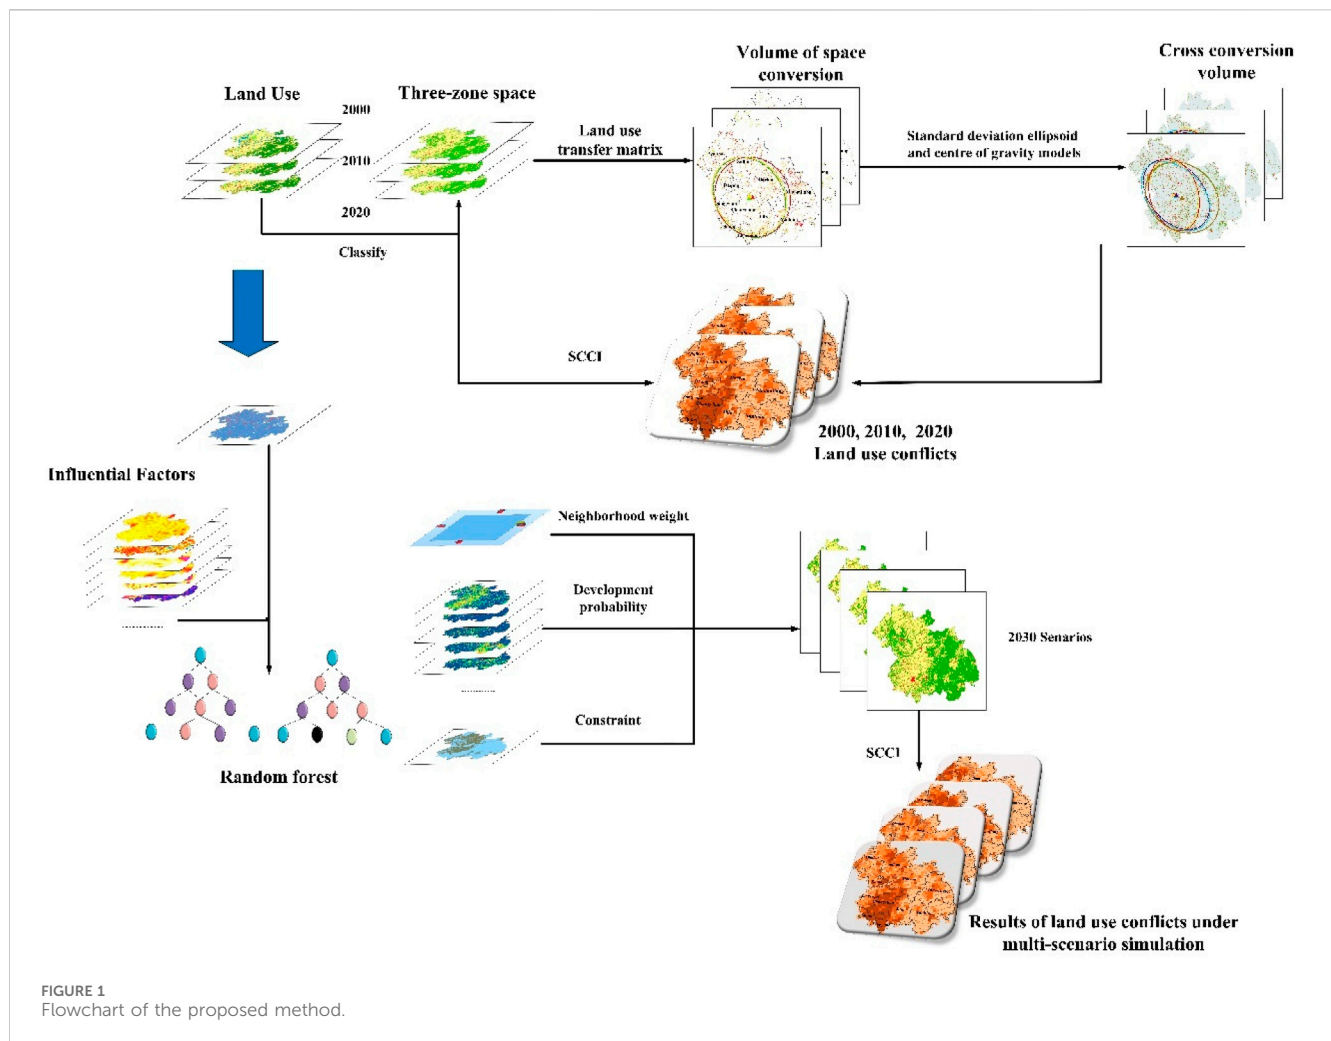 Volume of space
conversion
Cross conversion
volume
Land Use
Three-zone space
2000
2010
2020
Land use
transfer matrix
Standard deviation ellipsoid
and centre of gravity models
Classify
SCCI
2000, 2010, 2020
Land use conflicts
Influential Factors
Neighborhood weight
Development
probability
Constraint
2030 Senarios
Random forest
SCCI
Results of land use conflicts under
multi-scenario simulation
FIGURE 1
Flowchart of the proposed method.